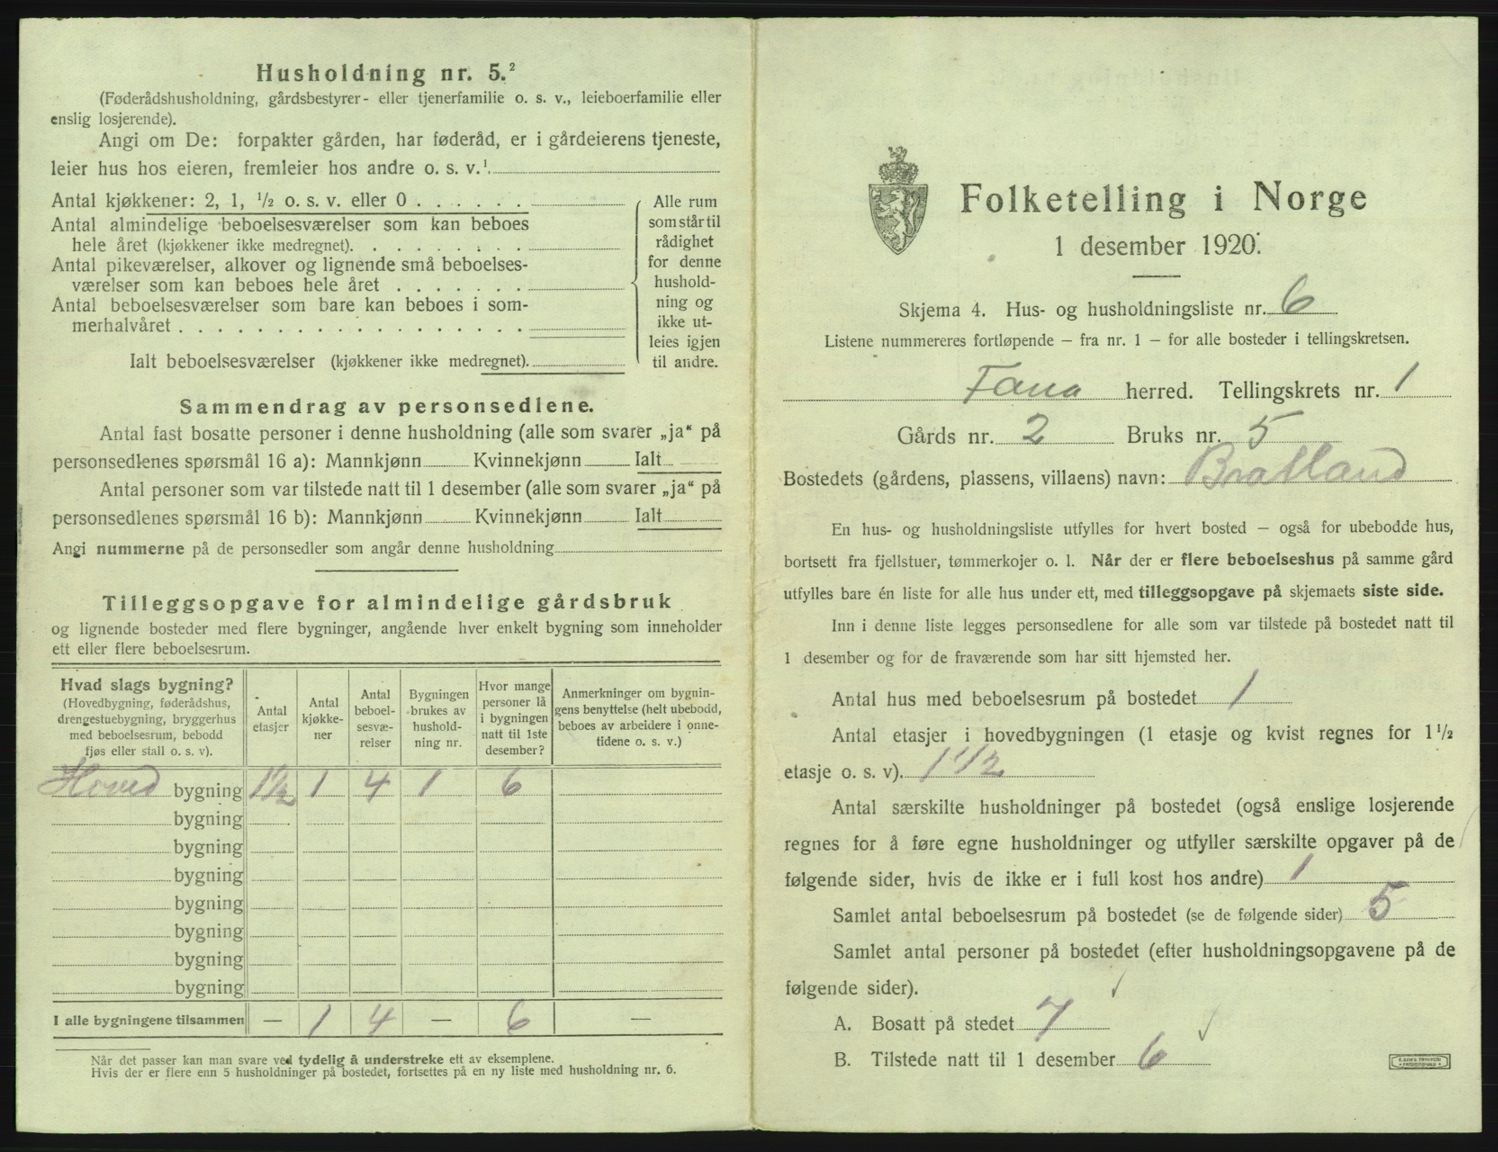 Husholdning nr. 5.²
(Føderådshusholdning, gårdsbestyrer- eller tjenerfamilie o. s. v., leieboerfamilie eller
enslig losjerende).
Angi om De: forpakter gården, har føderåd, er i gårdeierens tjeneste,
leier hus hos eieren, fremleier hos andre o. s. v.¹
Antal kjøkkener: 2, 1, ½ o. s. v. eller 0
Antal almindelige beboelsesværelser som kan beboes
hele året (kjøkkener ikke medregnet).
Antal pikeværelser, alkover og lignende små beboelses-
værelser som kan beboes hele året
Antal beboelsesværelser som bare kan beboes i som-
merhalvåret
Ialt beboelsesværelser (kjøkkener ikke medregnet).
Alle rum
som står til
rådighet
for denne
hushold-
ning og
ikke ut-
leies igjen
til andre.
Sammendrag av personsedlene.
Antal fast bosatte personer i denne husholdning (alle som svarer „ja“ på
personsedlenes spørsmål 16 a): Mannkjønn Kvinnekjønn Ialt
Antal personer som var tilstede natt til 1 desember (alle som svarer „ja“ på
personsedlenes spørsmål 16 b): Mannkjønn Kvinnekjønn Ialt
Angi nummerne på de personsedler som angår denne husholdning
Tilleggsopgave for almindelige gårdsbruk
og lignende bosteder med flere bygninger, angående hver enkelt bygning som inneholder
ett eller flere beboelsesrum.
Hvad slags bygning?
(Hovedbygning, føderådshus,
drengestuebygning, bryggerhus
med beboelsesrum, bebodd
fjøs eller stall o. s. v).
Antal
etasjer
Antal
kjøkke-
ner
Antal
beboel-
sesvæ-
relser
Bygningen
brukes av
hushold-
ning nr.
Hvor mange
personer lå
i bygningen
natt til 1ste
desember?
Anmerkninger om bygnin-
gens benyttelse (helt ubebodd,
beboes av arbeidere i onne-
tidene o. s. v.)
Hoved bygning 1½ 1 4 1 6
bygning
bygning
bygning
bygning
bygning
bygning
bygning
I alle bygningene tilsammen — 1 4 — 6 —
Når det passer kan man svare ved tydelig å understreke ett av eksemplene.
Hvis der er flere enn 5 husholdninger på bostedet, fortsettes på en ny liste med husholdning nr. 6.
Folketelling i Norge
1 desember 1920.
Skjema 4. Hus- og husholdningsliste nr. 6
Listene nummereres fortløpende — fra nr. 1 — for alle bosteder i tellingskretsen.
Fana herred. Tellingskrets nr. 1
Gårds nr. 2 Bruks nr. 5
Bostedets (gårdens, plassens, villaens) navn: Bratland
En hus- og husholdningsliste utfylles for hvert bosted — også for ubebodde hus,
bortsett fra fjellstuer, tømmerkojer o. l. Når der er flere beboelseshus på samme gård
utfylles bare én liste for alle hus under ett, med tilleggsopgave på skjemaets siste side.
Inn i denne liste legges personsedlene for alle som var tilstede på bostedet natt til
1 desember og for de fraværende som har sitt hjemsted her.
Antal hus med beboelsesrum på bostedet 1
Antal etasjer i hovedbygningen (1 etasje og kvist regnes for 1½
etasje o. s. v). 1 1/2
Antal særskilte husholdninger på bostedet (også enslige losjerende
regnes for å føre egne husholdninger og utfyller særskilte opgaver på de
følgende sider, hvis de ikke er i full kost hos andre) 1
Samlet antal beboelsesrum på bostedet (se de følgende sider) 5
Samlet antal personer på bostedet (efter husholdningsopgavene på de
følgende sider).
A. Bosatt på stedet 7
B. Tilstede natt til 1 desember 6